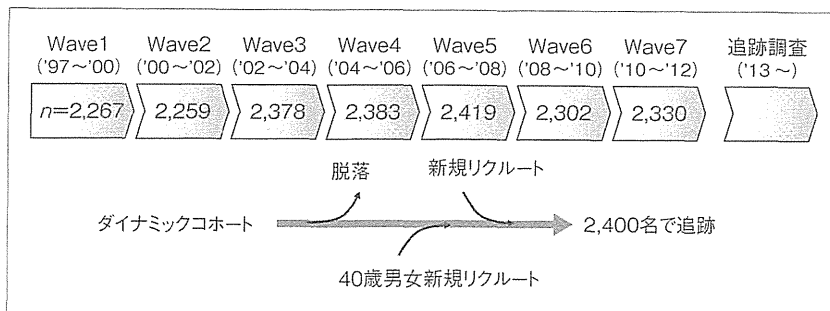 Wave1 Wave2 Wave3 Wave4 Wave5 Wave6 Wave7 追跡調査
('97～'00) ('00～'02) ('02～'04) ('04～'06) ('06～'08) ('08～'10) ('10～'12) ('13～)
n=2,267 2,259 2,378 2,383 2,419 2,302 2,330
脱落 新規リクルート
ダイナミックコホート 2,400名で追跡
40歳男女新規リクルート